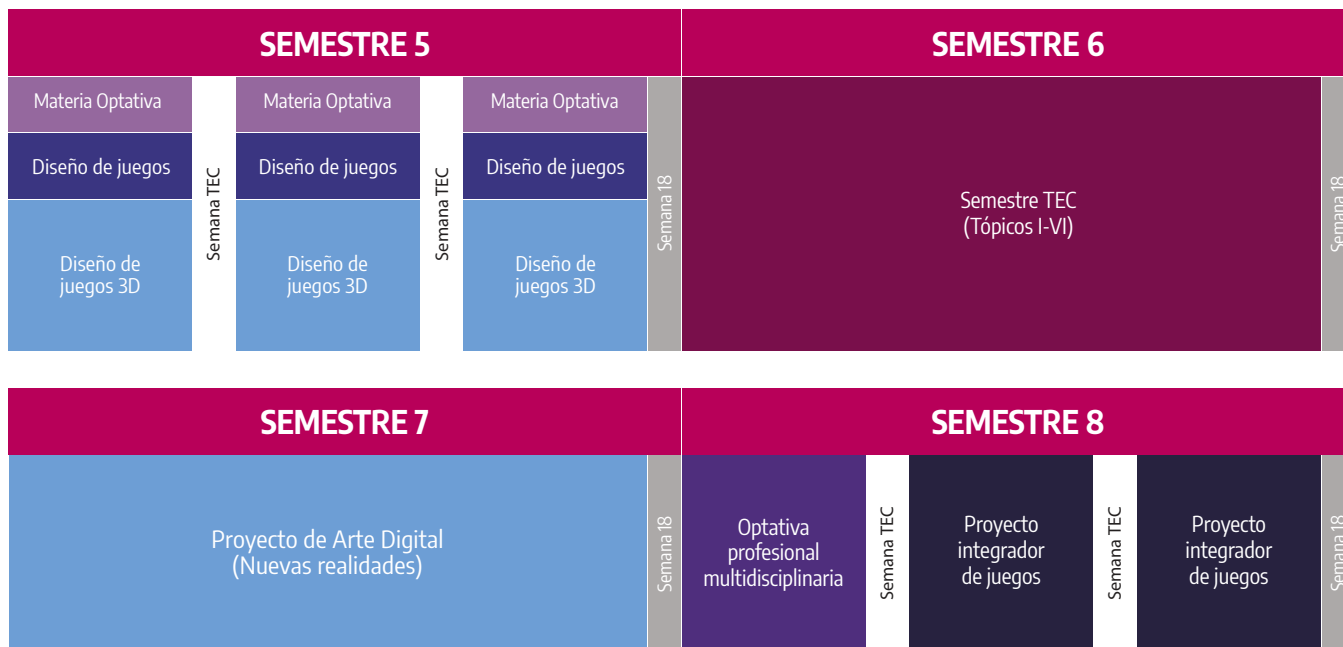 SEMESTRE 5
Materia Optativa
Diseño de juegos
Diseño de
juegos 3D
Semana TEC
Materia Optativa
Diseño de juegos
Diseño de
juegos 3D
Semana TEC
Materia Optativa
Diseño de juegos
Diseño de
juegos 3D
Semana 18
SEMESTRE 6
Semestre TEC
(Tópicos I-VI)
Semana 18
SEMESTRE 7
Proyecto de Arte Digital
(Nuevas realidades)
Semana 18
SEMESTRE 8
Optativa
profesional
multidisciplinaria
Semana TEC
Proyecto
integrador
de juegos
Semana TEC
Proyecto
integrador
de juegos
Semana 18